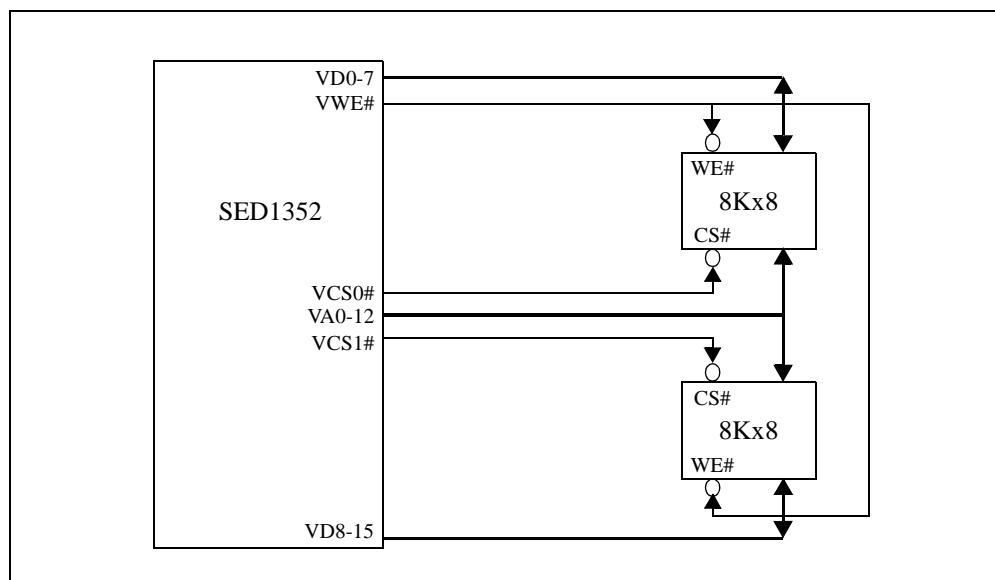 VD0-7
VWE#
WE#
8Kx8
SED1352
CS#
VCS0#
VA0-12
VCS1#
CS#
8Kx8
WE#
VD8-15